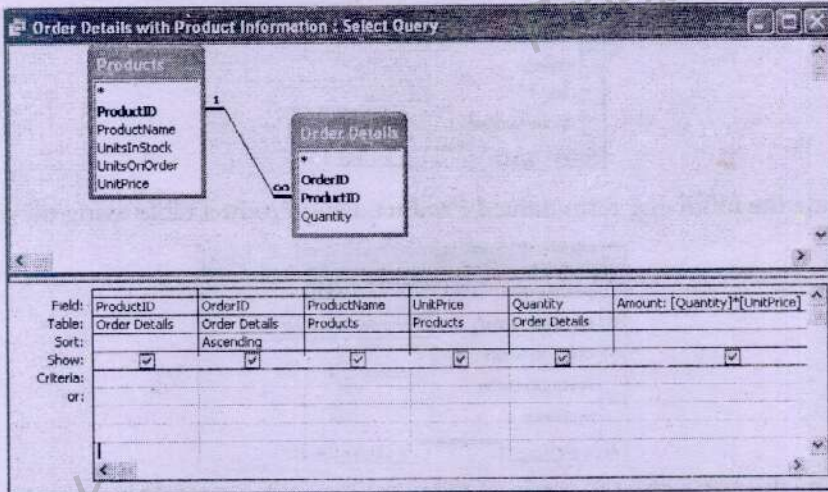 Order Details with Product Information : Select Query
Products
*
ProductID
ProductName
UnitsInStock
UnitsOnOrder
UnitPrice
1
∞
Order Details
*
OrderID
ProductID
Quantity
Field: ProductID OrderID ProductName UnitPrice Quantity Amount: [Quantity]*[UnitPrice]
Table: Order Details Order Details Products Products Order Details
Sort: Ascending
Show:
Criteria:
or: